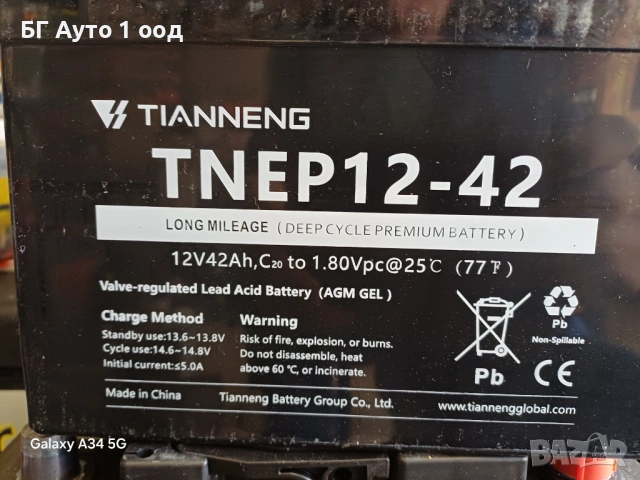 БГ Ауто 1 оод
TIANNENG
TNEP12-42
LONG MILEAGE (DEEP CYCLE PREMIUM BATTERY)
12V42Ah,C20 to 1.80Vpc@25℃ (77℉)
Valve-regulated Lead Acid Battery (AGM GEL)
Charge Method
Standby use:13.6~13.8V
Cycle use:14.6~14.8V
Initial current:≤5.0A
Warning
Risk of fire, explosion, or burns.
Do not disassemble, heat
above 60 ℃, or incinerate.
Pb
Pb
Non-Spillable
CE
Made in China
Tianneng Battery Group Co., Ltd.
www.tiannengglobal.com
Galaxy A34 5G
BAZAR